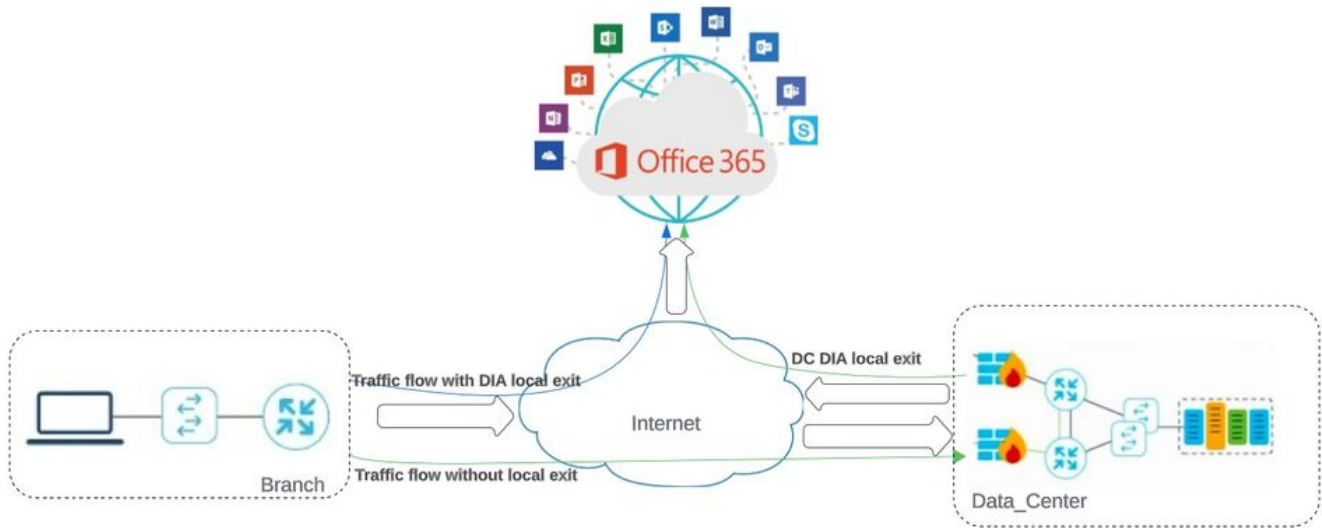 Office 365
DC DIA local exit
Traffic flow with DIA local exit
Internet
Traffic flow without local exit
Branch
Data_Center